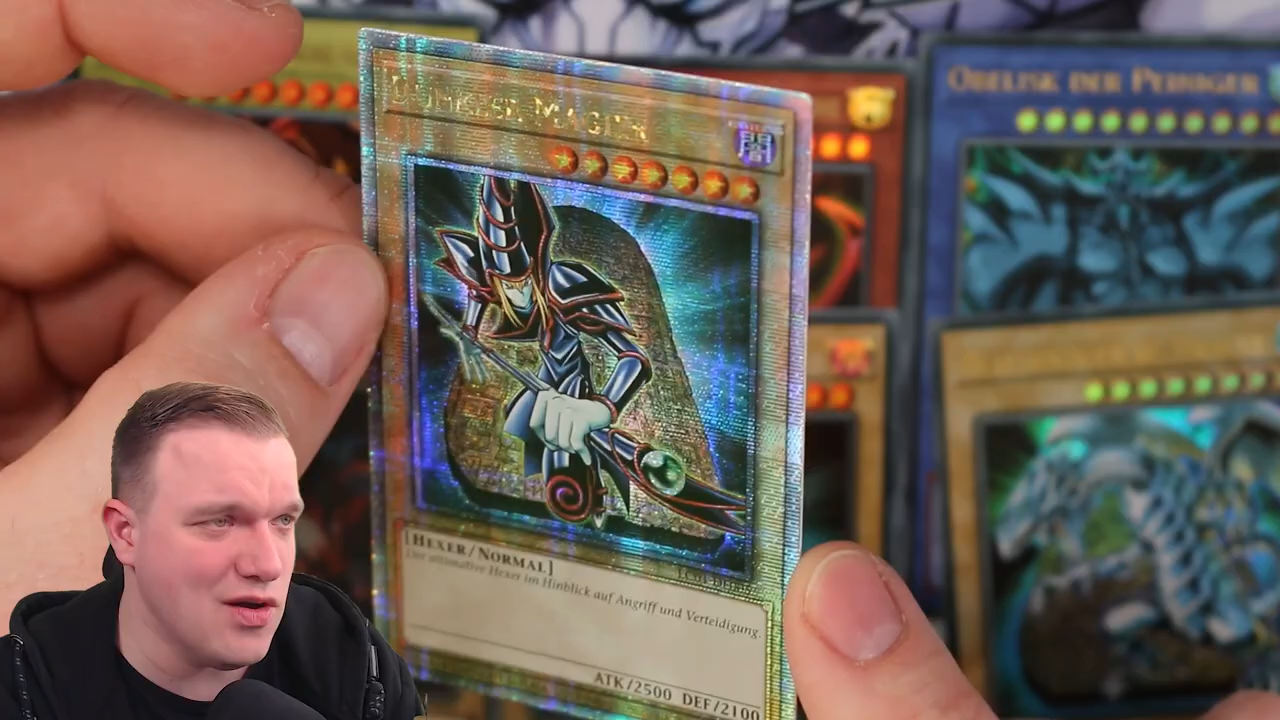 Dunkler Magier
闇
Obelisk der Peiniger
[Hexer/Normal]
Der ultimative Hexer im Hinblick auf Angriff und Verteidigung.
ATK/2500 DEF/2100